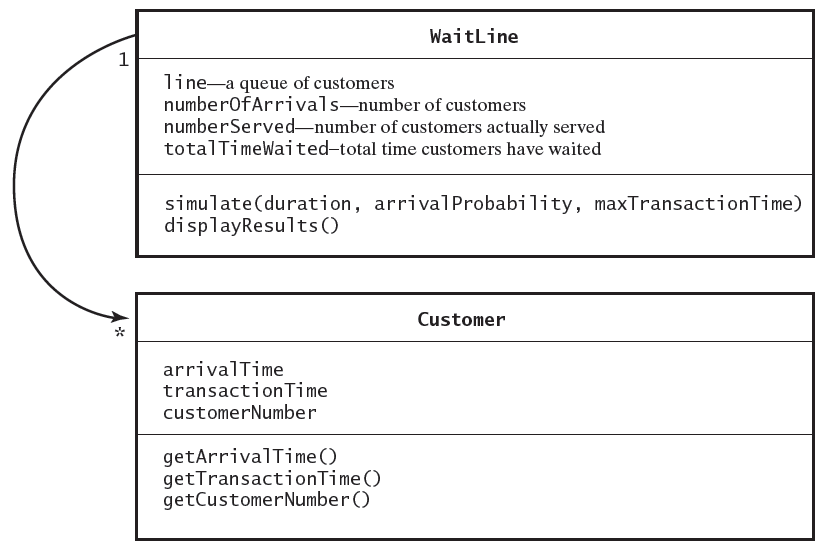 WaitLine
1
line—a queue of customers
numberOfArrivals—number of customers
numberServed—number of customers actually served
totalTimeWaited–total time customers have waited
simulate(duration, arrivalProbability, maxTransactionTime)
displayResults()
*
Customer
arrivalTime
transactionTime
customerNumber
getArrivalTime()
getTransactionTime()
getCustomerNumber()